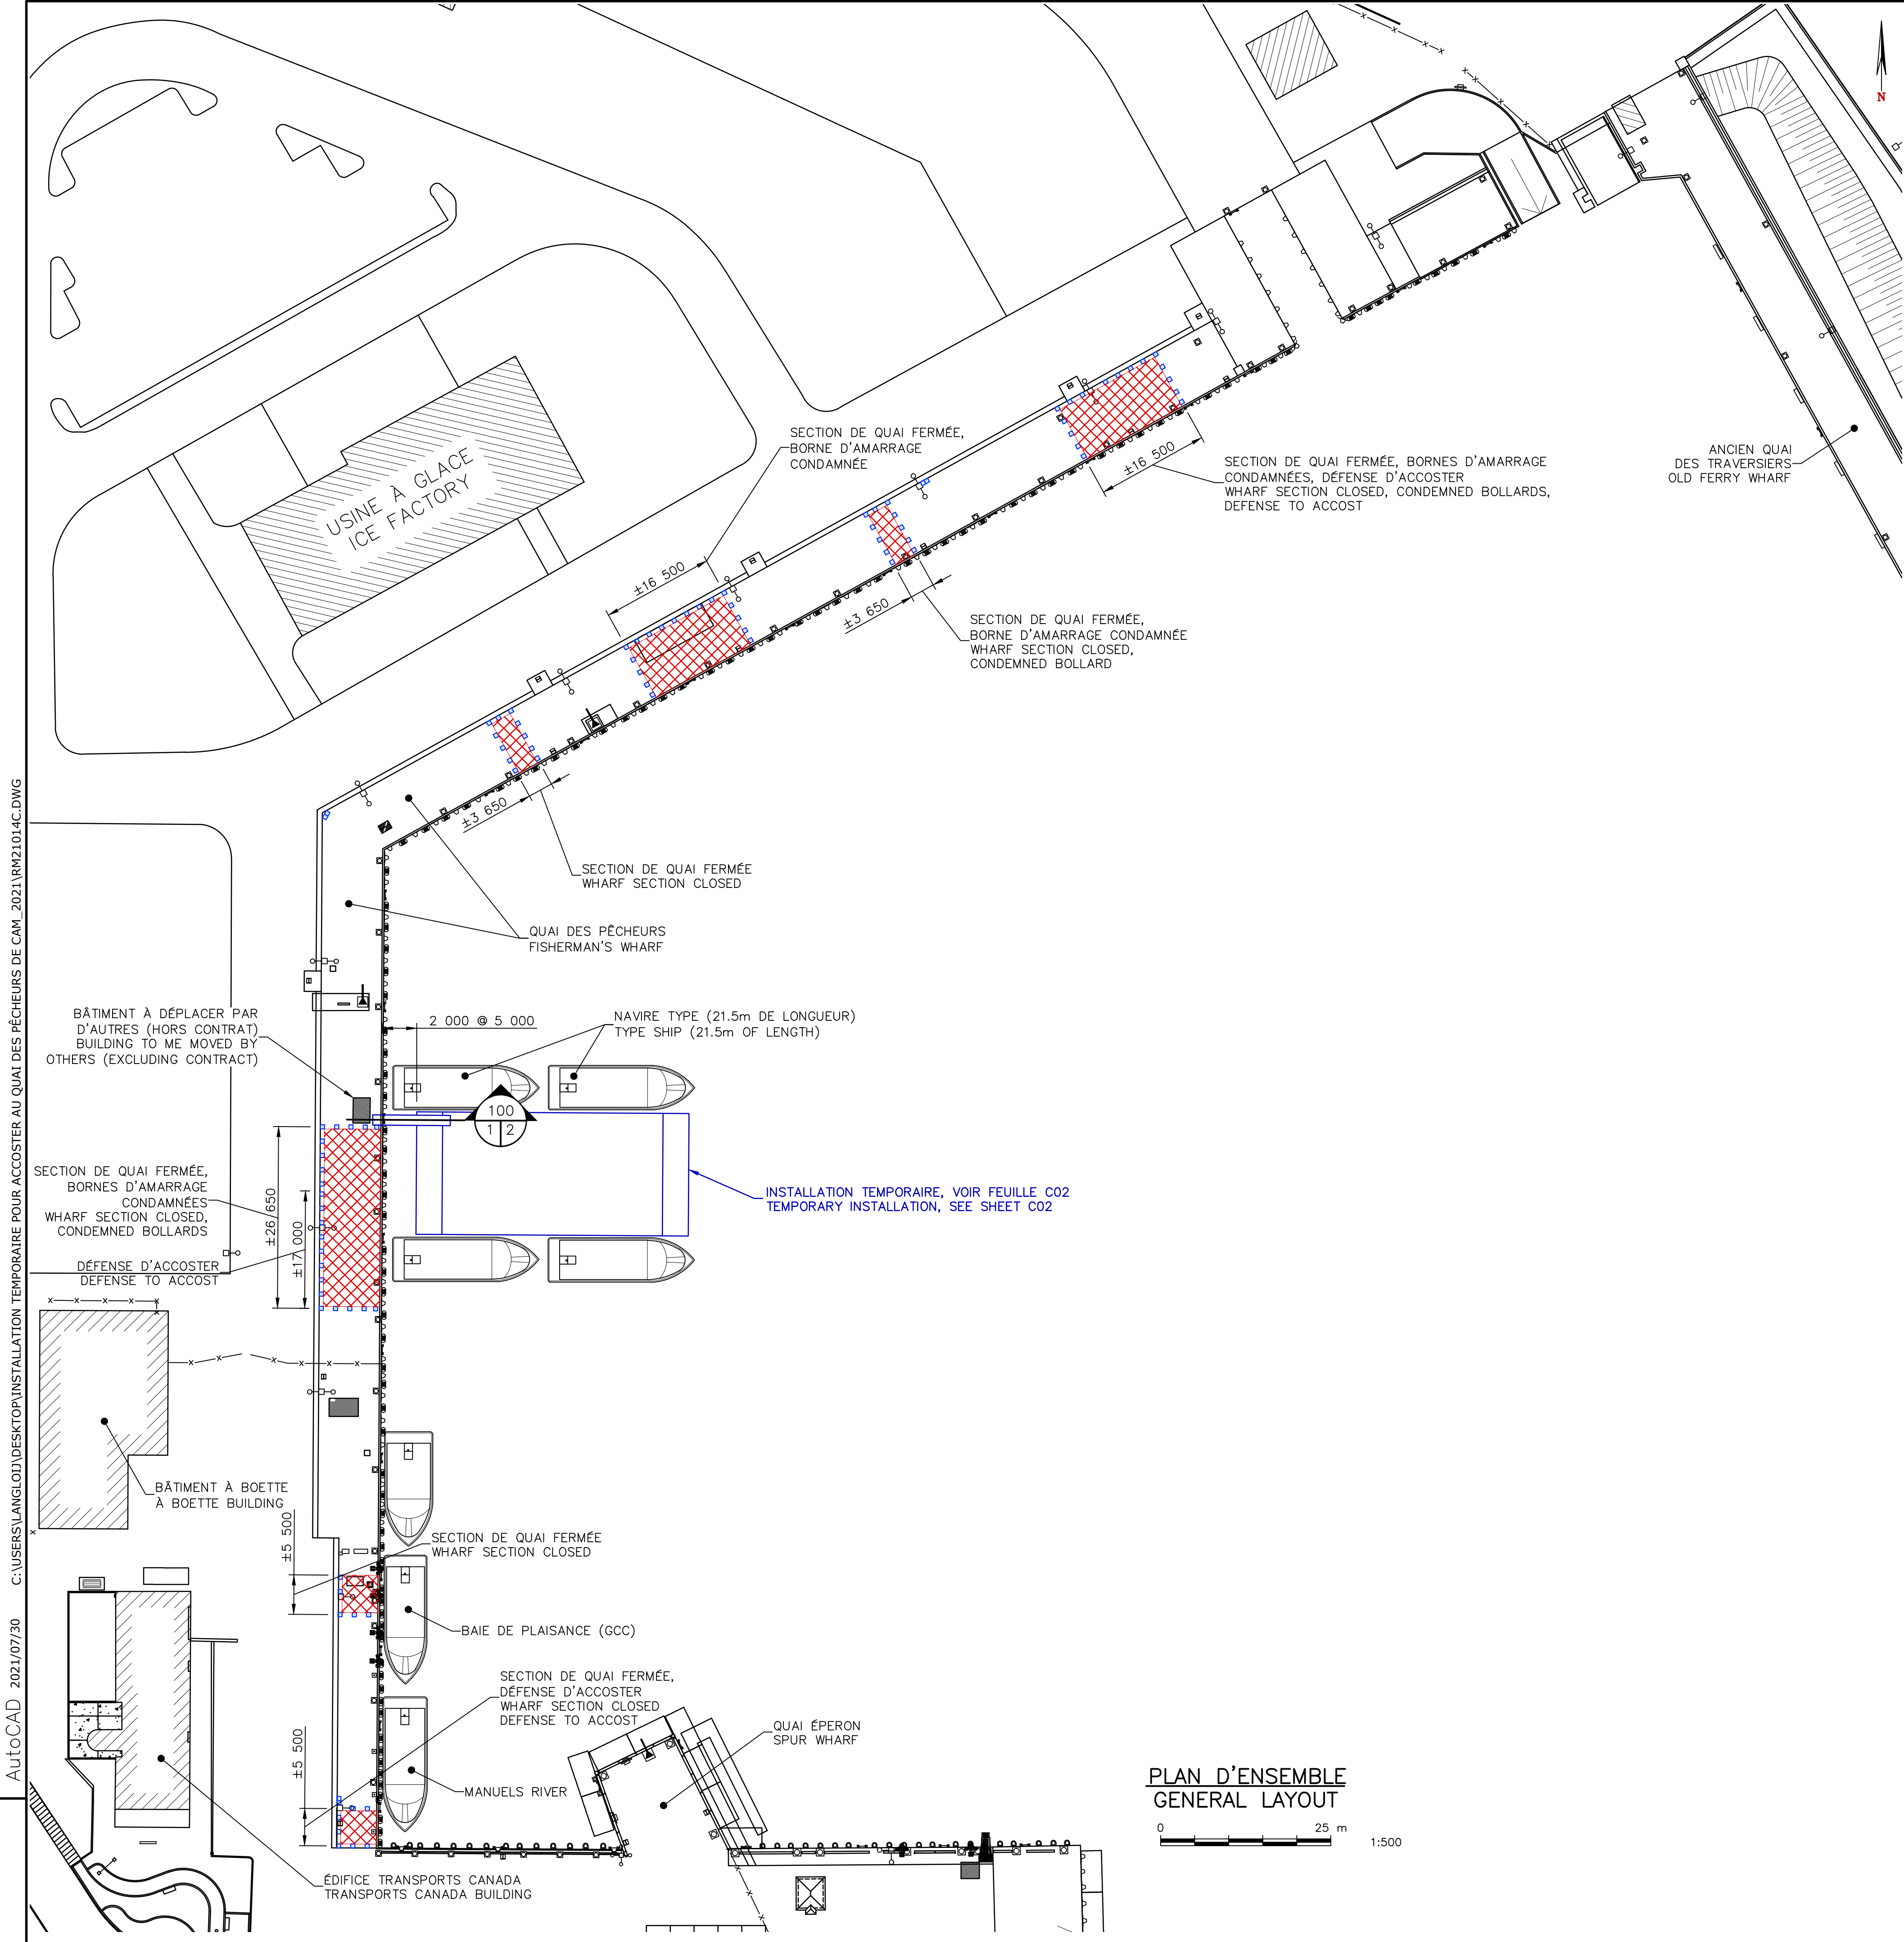 N
SECTION DE QUAI FERMÉE,
BORNE D'AMARRAGE
CONDAMNÉE
±16 500
SECTION DE QUAI FERMÉE, BORNES D'AMARRAGE
CONDAMNÉES, DÉFENSE D'ACCOSTER
WHARF SECTION CLOSED, CONDEMNED BOLLARDS,
DEFENSE TO ACCOST
ANCIEN QUAI
DES TRAVERSIERS
OLD FERRY WHARF
USINE À GLACE
ICE FACTORY
±16 500
±3 650
SECTION DE QUAI FERMÉE,
BORNE D'AMARRAGE CONDAMNÉE
WHARF SECTION CLOSED,
CONDEMNED BOLLARD
±3 650
SECTION DE QUAI FERMÉE
WHARF SECTION CLOSED
QUAI DES PÊCHEURS
FISHERMAN'S WHARF
BÂTIMENT À DÉPLACER PAR
D'AUTRES (HORS CONTRAT)
BUILDING TO ME MOVED BY
OTHERS (EXCLUDING CONTRACT)
2 000 @ 5 000
NAVIRE TYPE (21.5m DE LONGUEUR)
TYPE SHIP (21.5m OF LENGTH)
100
1 2
SECTION DE QUAI FERMÉE,
BORNES D'AMARRAGE
CONDAMNÉES
WHARF SECTION CLOSED,
CONDEMNED BOLLARDS
±26 650
±17 000
INSTALLATION TEMPORAIRE, VOIR FEUILLE C02
TEMPORARY INSTALLATION, SEE SHEET C02
DÉFENSE D'ACCOSTER
DEFENSE TO ACCOST
BÂTIMENT À BOETTE
À BOETTE BUILDING
±5 500
SECTION DE QUAI FERMÉE
WHARF SECTION CLOSED
BAIE DE PLAISANCE (GCC)
SECTION DE QUAI FERMÉE,
DÉFENSE D'ACCOSTER
WHARF SECTION CLOSED
DEFENSE TO ACCOST
±5 500
QUAI ÉPERON
SPUR WHARF
MANUELS RIVER
ÉDIFICE TRANSPORTS CANADA
TRANSPORTS CANADA BUILDING
PLAN D'ENSEMBLE
GENERAL LAYOUT
0 25 m
1:500
AutoCAD 2021/07/30 C:\USERS\LANGLOIJ\DESKTOP\INSTALLATION TEMPORAIRE POUR ACCOSTER AU QUAI DES PÊCHEURS DE CAM_2021\RM21014C.DWG